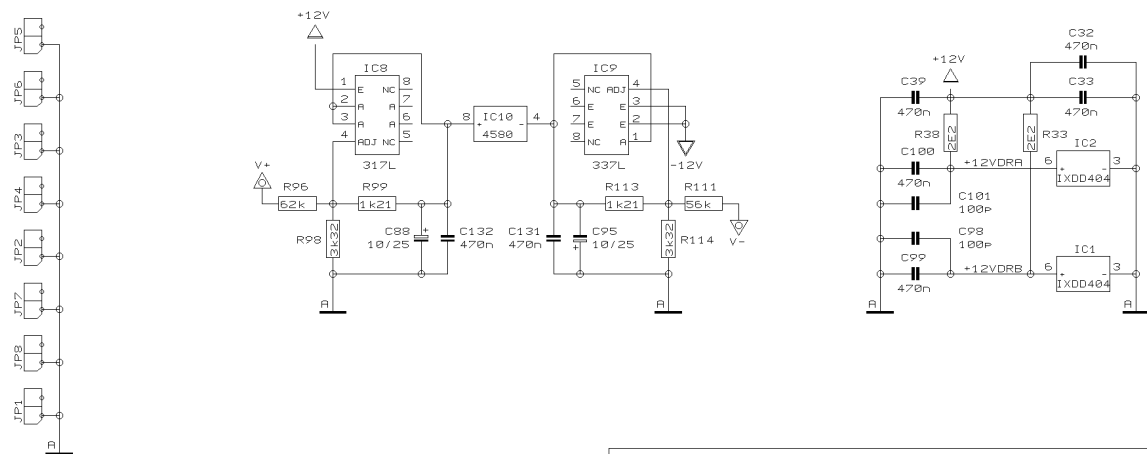 JP5
JP6
JP3
JP4
JP2
JP7
JP8
JP1
A
+12V
IC8
1 E NC 8
2 A A 7
3 A A 6
4 ADJ NC 5
317L
8 + IC10 - 4
4580
IC9
5 NC ADJ 4
6 E E 3
7 E E 2
8 NC A 1
337L
-12V
V+
R96
62k
R99
1k21
R98
3k32
C88
10/25
+
C132
470n
A
C131
470n
C95
10/25
+
R113
1k21
R111
56k
V-
R114
3k32
A
C32
470n
+12V
C39
470n
C33
470n
R38
2E2
R33
2E2
C100
470n
+12VDRA
IC2
6 + - 3
IXDD404
C101
100p
C98
100p
C99
470n
+12VDRB
IC1
6 + - 3
IXDD404
A
A